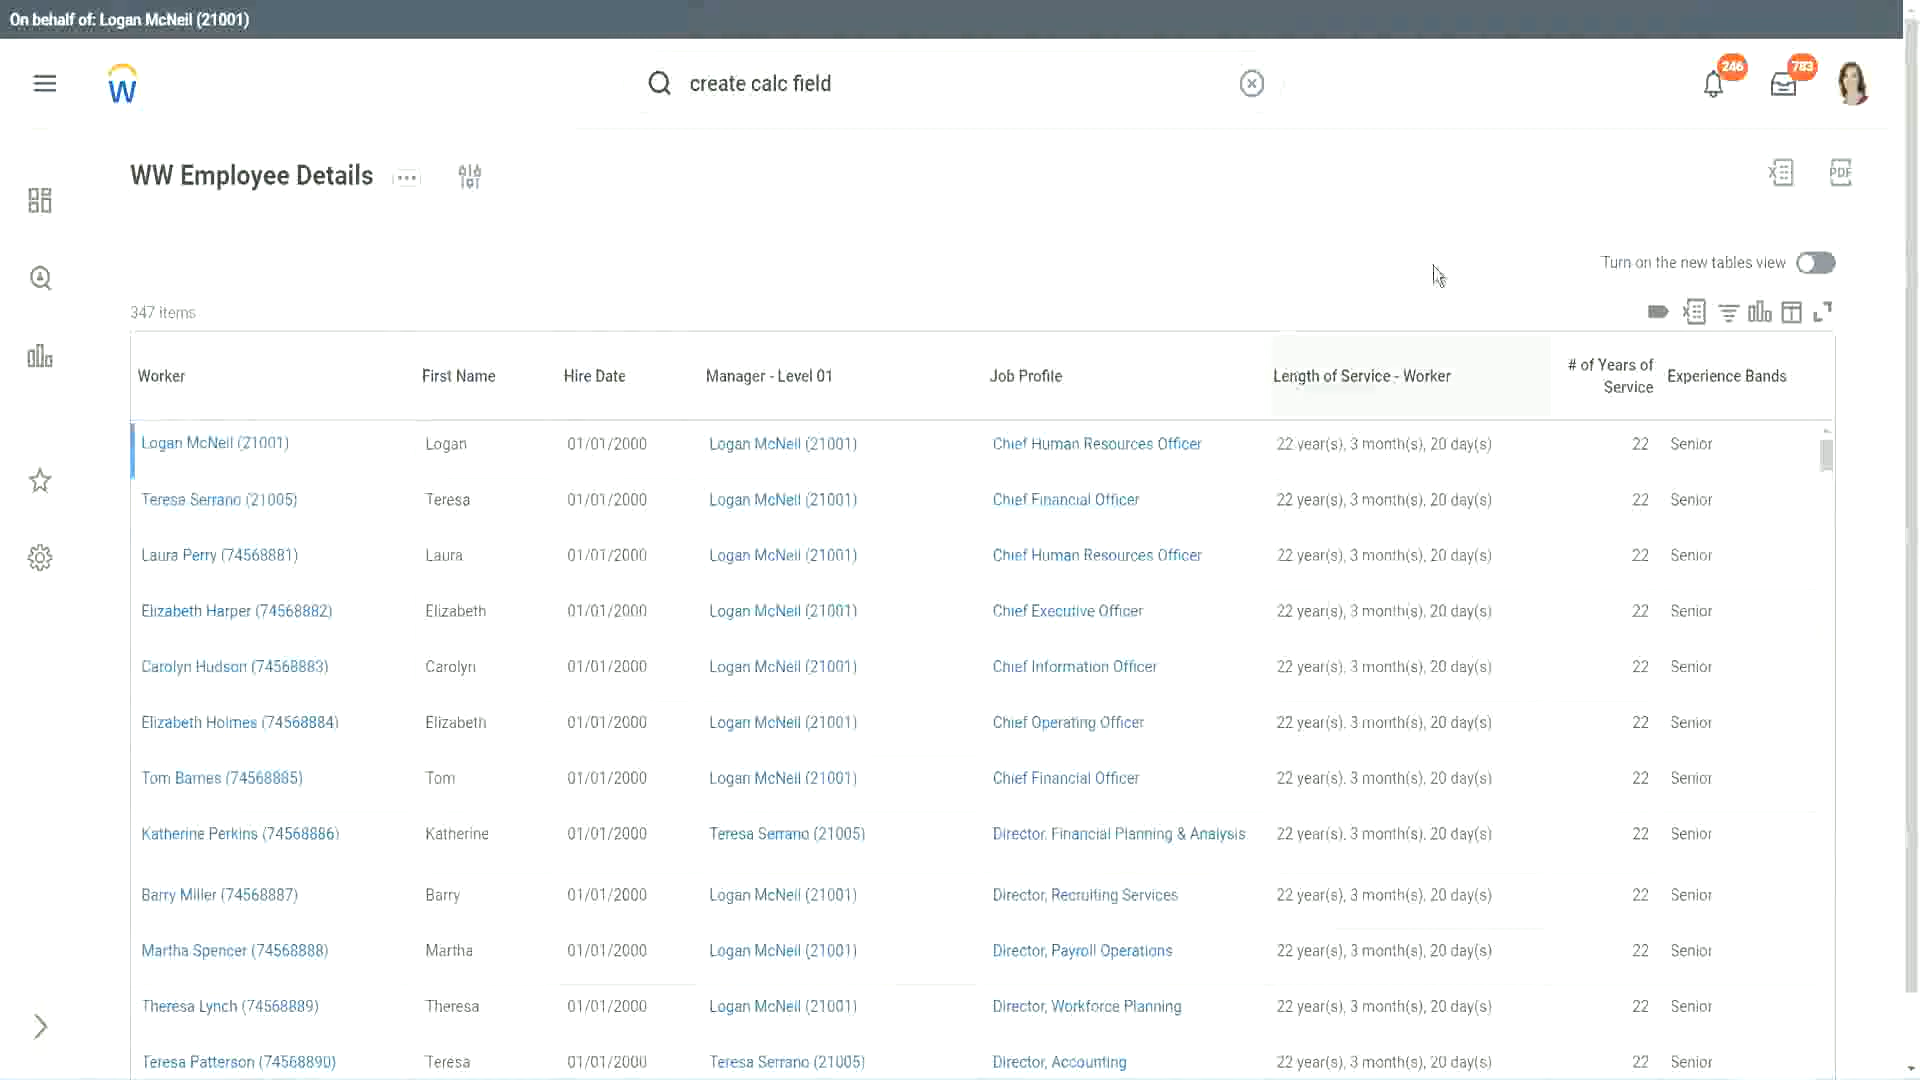 On behalf of: Logan McNeil (21001)
create calc field
246
783
WW Employee Details
PDF
Turn on the new tables view
347 items
Worker First Name Hire Date Manager - Level 01 Job Profile Length of Service - Worker # of Years of Service Experience Bands
Logan McNeil (21001) Logan 01/01/2000 Logan McNeil (21001) Chief Human Resources Officer 22 year(s), 3 month(s), 20 day(s) 22 Senior
Teresa Serrano (21005) Teresa 01/01/2000 Logan McNeil (21001) Chief Financial Officer 22 year(s), 3 month(s), 20 day(s) 22 Senior
Laura Perry (74568881) Laura 01/01/2000 Logan McNeil (21001) Chief Human Resources Officer 22 year(s), 3 month(s), 20 day(s) 22 Senior
Elizabeth Harper (74568882) Elizabeth 01/01/2000 Logan McNeil (21001) Chief Executive Officer 22 year(s), 3 month(s), 20 day(s) 22 Senior
Carolyn Hudson (74568883) Carolyn 01/01/2000 Logan McNeil (21001) Chief Information Officer 22 year(s), 3 month(s), 20 day(s) 22 Senior
Elizabeth Holmes (74568884) Elizabeth 01/01/2000 Logan McNeil (21001) Chief Operating Officer 22 year(s), 3 month(s), 20 day(s) 22 Senior
Tom Barnes (74568885) Tom 01/01/2000 Logan McNeil (21001) Chief Financial Officer 22 year(s), 3 month(s), 20 day(s) 22 Senior
Katherine Perkins (74568886) Katherine 01/01/2000 Teresa Serrano (21005) Director, Financial Planning & Analysis 22 year(s), 3 month(s), 20 day(s) 22 Senior
Barry Miller (74568887) Barry 01/01/2000 Logan McNeil (21001) Director, Recruiting Services 22 year(s), 3 month(s), 20 day(s) 22 Senior
Martha Spencer (74568888) Martha 01/01/2000 Logan McNeil (21001) Director, Payroll Operations 22 year(s), 3 month(s), 20 day(s) 22 Senior
Theresa Lynch (74568889) Theresa 01/01/2000 Logan McNeil (21001) Director, Workforce Planning 22 year(s), 3 month(s), 20 day(s) 22 Senior
Teresa Patterson (74568890) Teresa 01/01/2000 Teresa Serrano (21005) Director, Accounting 22 year(s), 3 month(s), 20 day(s) 22 Senior